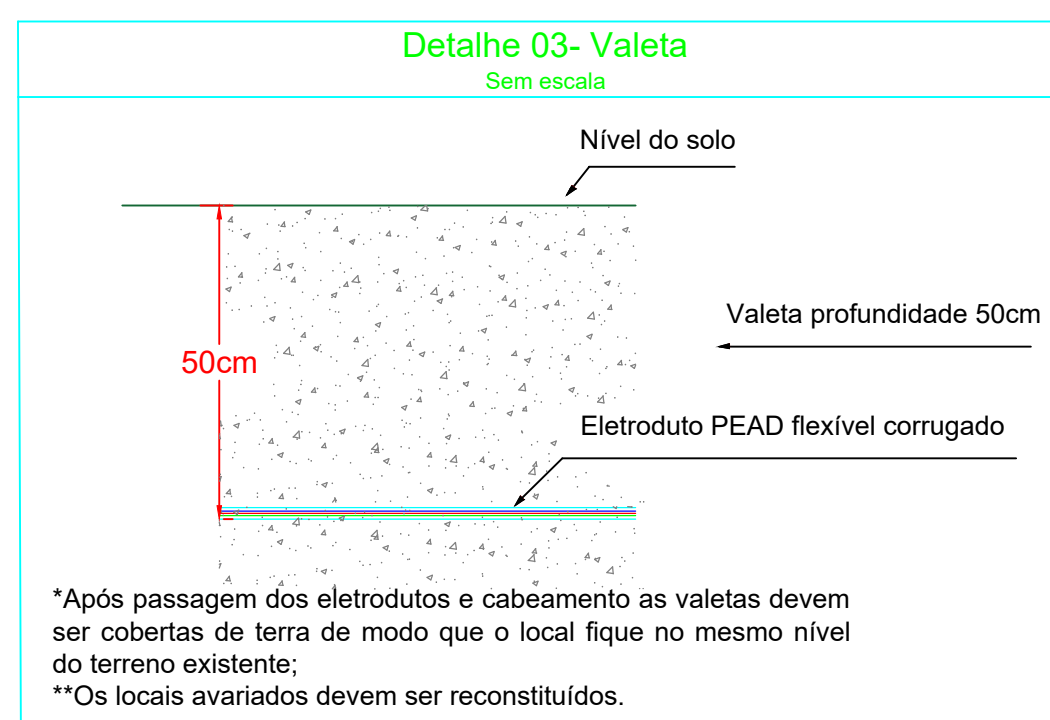 Detalhe 03- Valeta
Sem escala
Nível do solo
Valeta profundidade 50cm
50cm
Eletroduto PEAD flexível corrugado
*Após passagem dos eletrodutos e cabeamento as valetas devem
ser cobertas de terra de modo que o local fique no mesmo nível
do terreno existente;
**Os locais avariados devem ser reconstituídos.